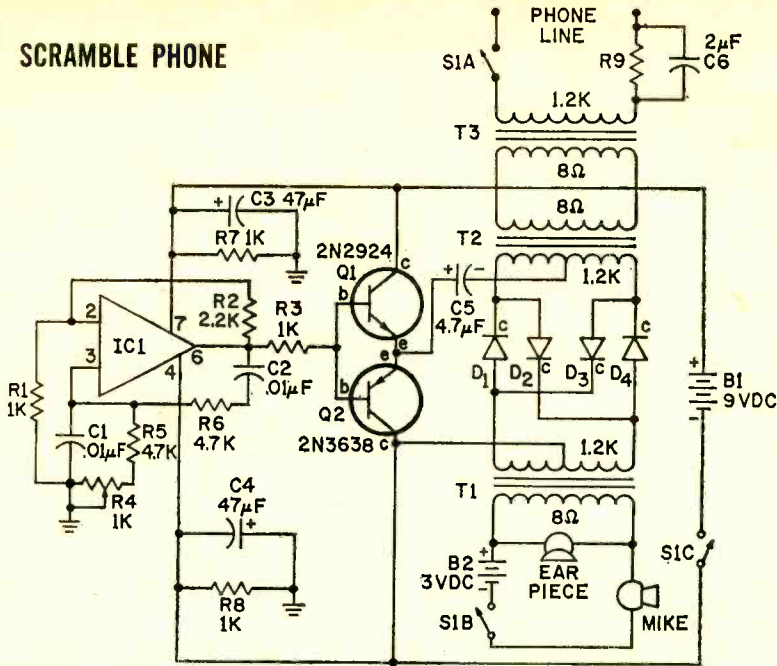 SCRAMBLE PHONE
PHONE
LINE
S1A
R9
2µF
C6
1.2K
T3
8Ω
8Ω
T2
1.2K
C3 47µF
+
R7 1K
2N2924
Q1
c
b
e
+ -
C5
4.7µF
R2
2.2K
R3
1K
2
3
7
6
4
IC1
C2
.01µF
e
b
Q2
2N3638
c
R1
1K
C1
.01µF
R5
4.7K
R6
4.7K
R4
1K
c
D1
D2
c
D3
c
c
D4
+
B1
9VDC
-
1.2K
T1
8Ω
C4
47µF
+
R8
1K
+
B2
3VDC
-
EAR
PIECE
S1B
MIKE
S1C